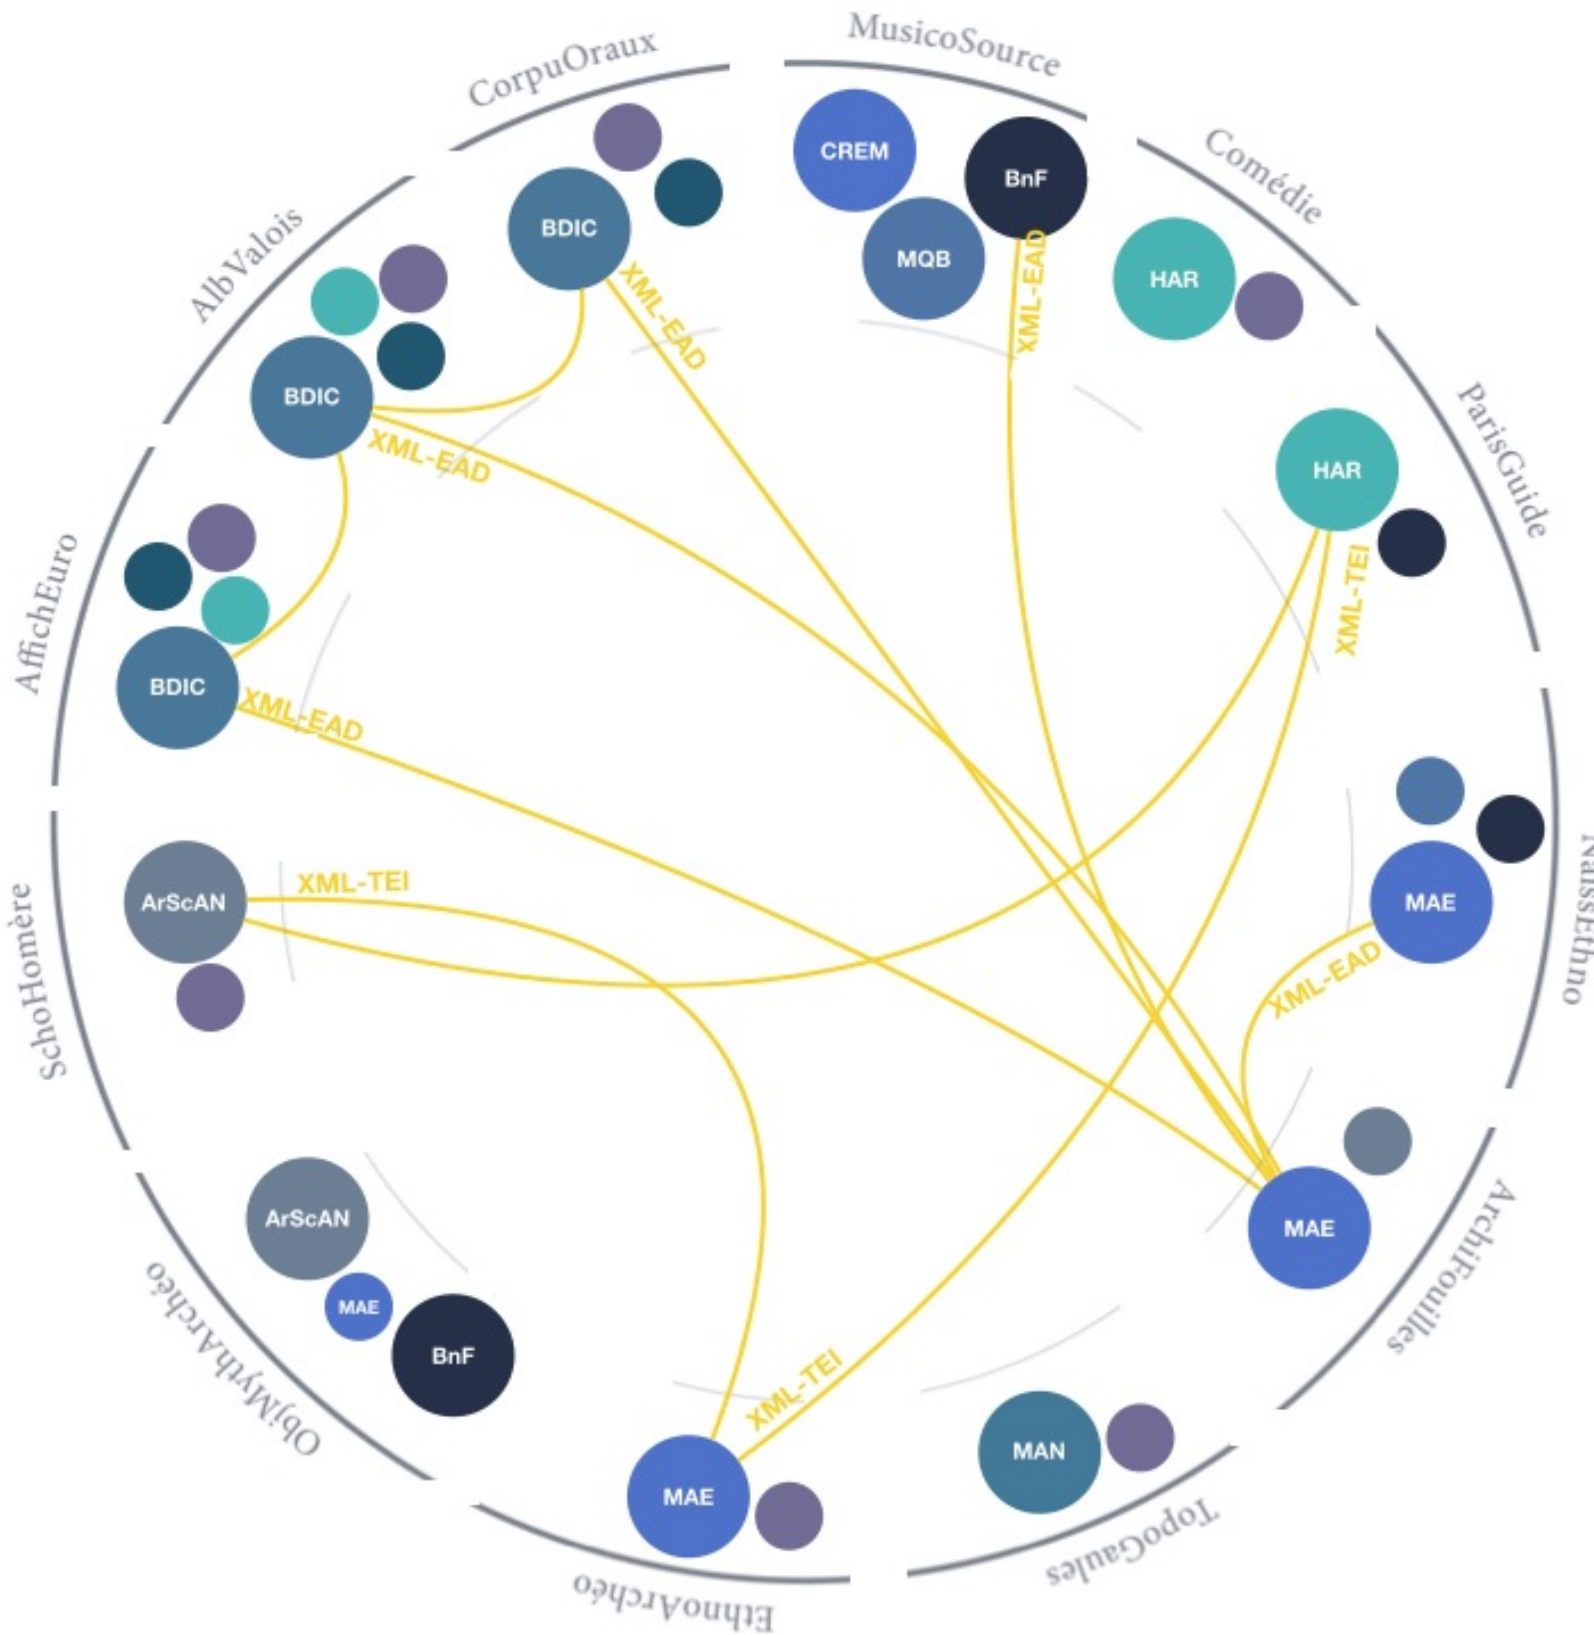 MusicoSource
CorpuOraux
Comédie
CREM
BnF
MQB
XML-EAD
HAR
BDIC
XML-EAD
AlbValois
BDIC
XML-EAD
ParisGuide
HAR
XML-TEI
AffichEuro
BDIC
XML-EAD
NaissEthno
MAE
XML-EAD
SchoHomère
ArScAN
XML-TEI
ArchiFouilles
MAE
ObjMythArchéo
ArScAN
MAE
BnF
XML-TEI
MAE
EthnoArchéo
MAN
TopoGaules